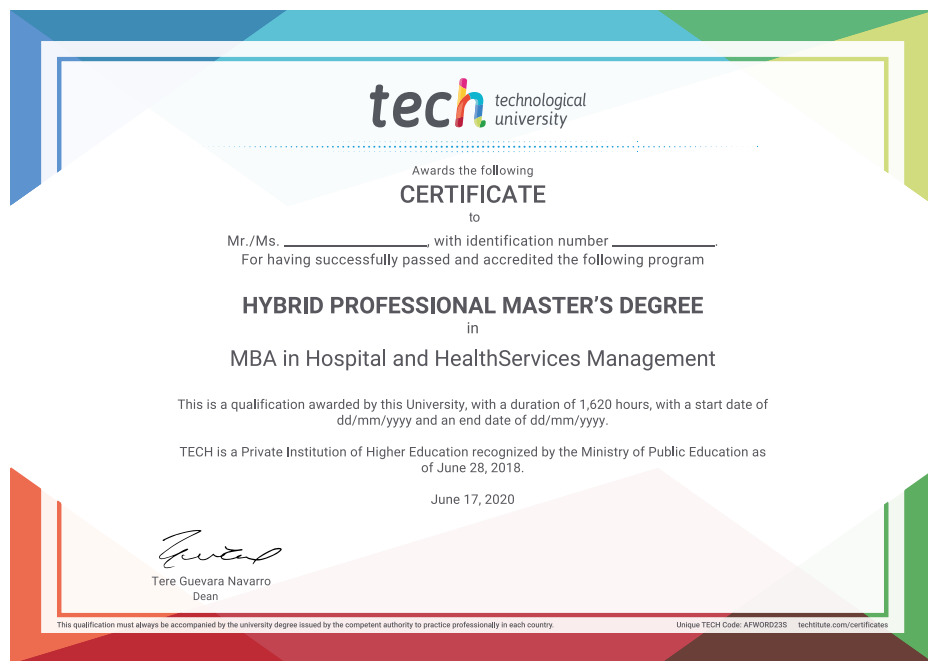 tech technological
university
Awards the following
CERTIFICATE
to
Mr./Ms. ____________________, with identification number ______________.
For having successfully passed and accredited the following program
HYBRID PROFESSIONAL MASTER'S DEGREE
in
MBA in Hospital and HealthServices Management
This is a qualification awarded by this University, with a duration of 1,620 hours, with a start date of
dd/mm/yyyy and an end date of dd/mm/yyyy.
TECH is a Private Institution of Higher Education recognized by the Ministry of Public Education as
of June 28, 2018.
June 17, 2020
Tere Guevara Navarro
Dean
This qualification must always be accompanied by the university degree issued by the competent authority to practice professionally in each country. Unique TECH Code: AFWORD23S techtitute.com/certificates